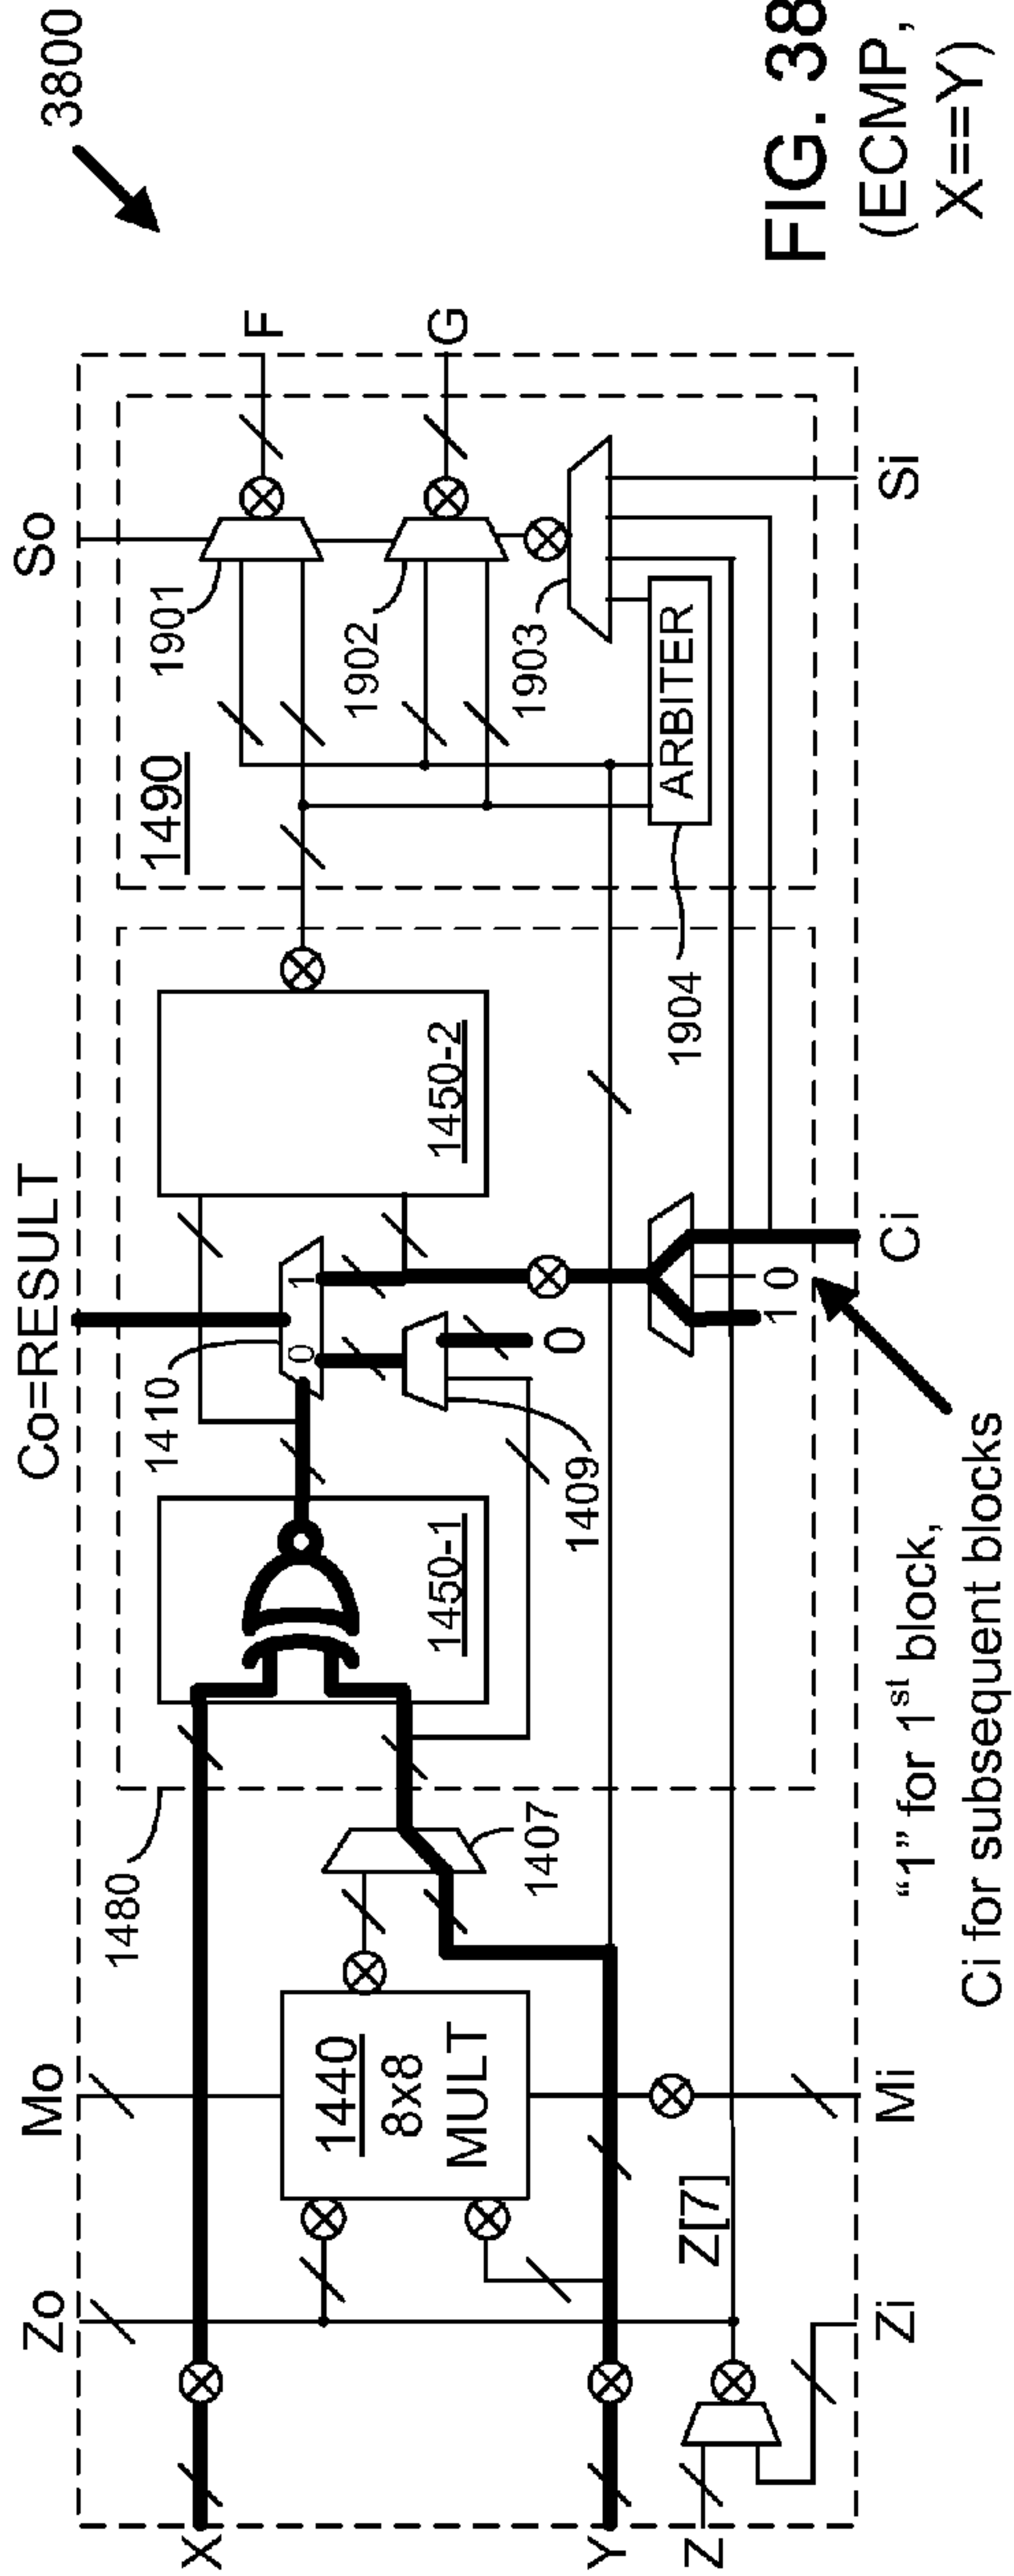 3800
So
Co=RESULT
Mo
Zo
F
G
1901
1902
1903
1490
ARBITER
1904
1450-2
1410
0
1
1409
0
1450-1
1480
1407
1440
8x8
MULT
Z[7]
X
Y
Z
1
0
Si
Ci
Mi
Zi
“1” for 1st block,
Ci for subsequent blocks
FIG. 38
(ECMP,
X==Y)